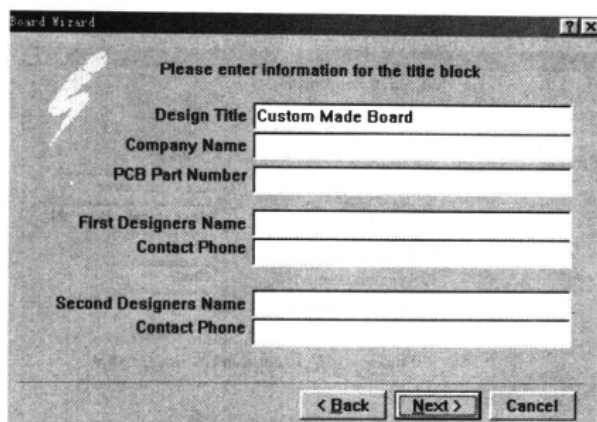 Board Wizard
Please enter information for the title block
Design Title Custom Made Board
Company Name
PCB Part Number
First Designers Name
Contact Phone
Second Designers Name
Contact Phone
< Back Next > Cancel